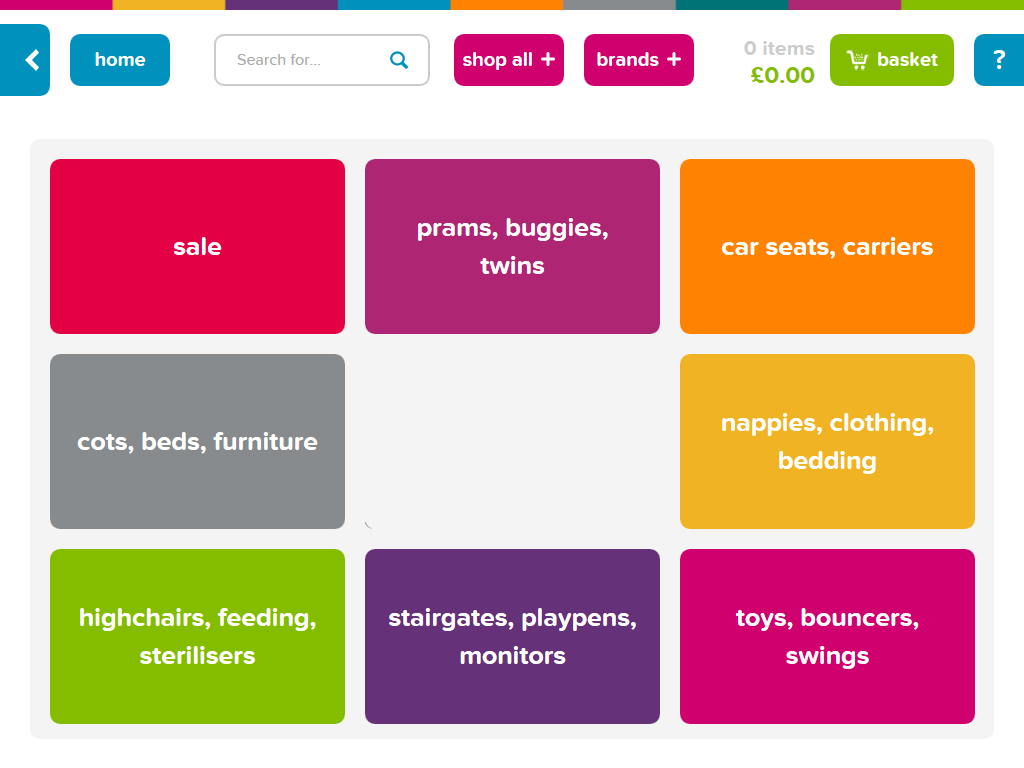 home
Search for...
shop all +
brands +
0 items
£0.00
basket
?
sale
prams, buggies,
twins
car seats, carriers
cots, beds, furniture
nappies, clothing,
bedding
highchairs, feeding,
sterilisers
stairgates, playpens,
monitors
toys, bouncers,
swings